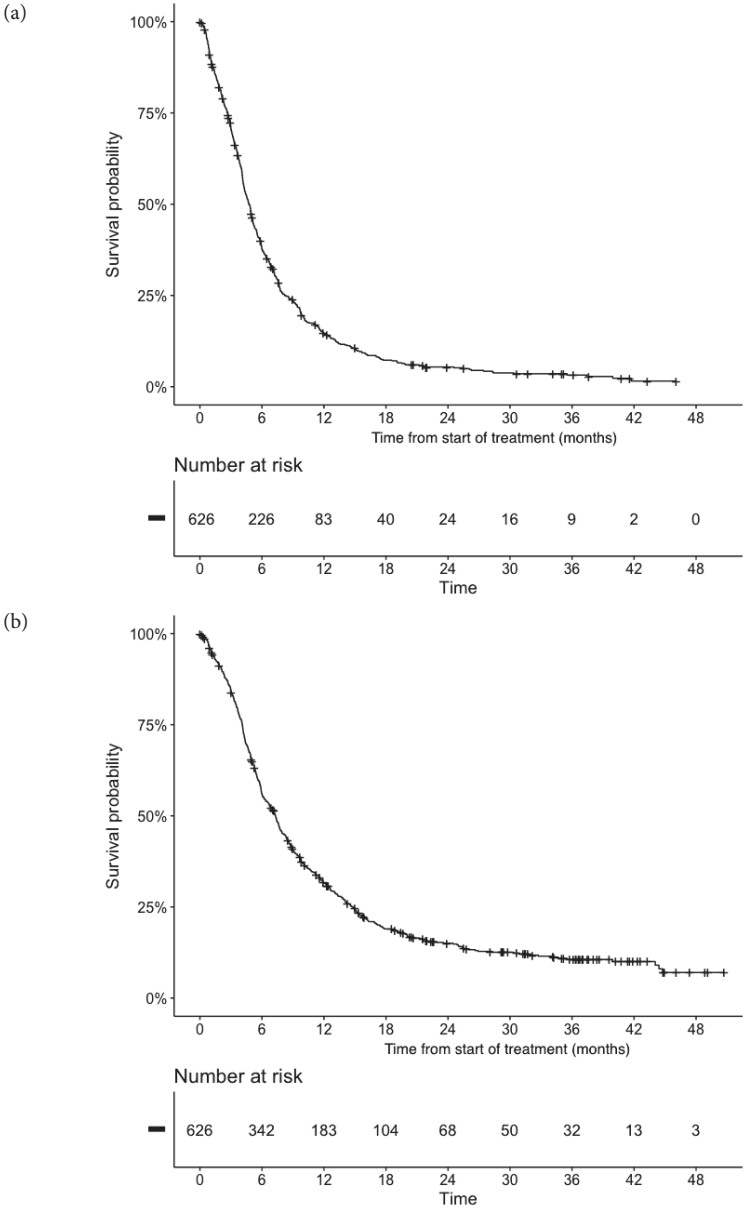 (a)
100%
75%
50%
25%
0%
Survival probability
0 6 12 18 24 30 36 42 48
Time from start of treatment (months)
Number at risk
626 226 83 40 24 16 9 2 0
0 6 12 18 24 30 36 42 48
Time
(b)
100%
75%
50%
25%
0%
Survival probability
0 6 12 18 24 30 36 42 48
Time from start of treatment (months)
Number at risk
626 342 183 104 68 50 32 13 3
0 6 12 18 24 30 36 42 48
Time